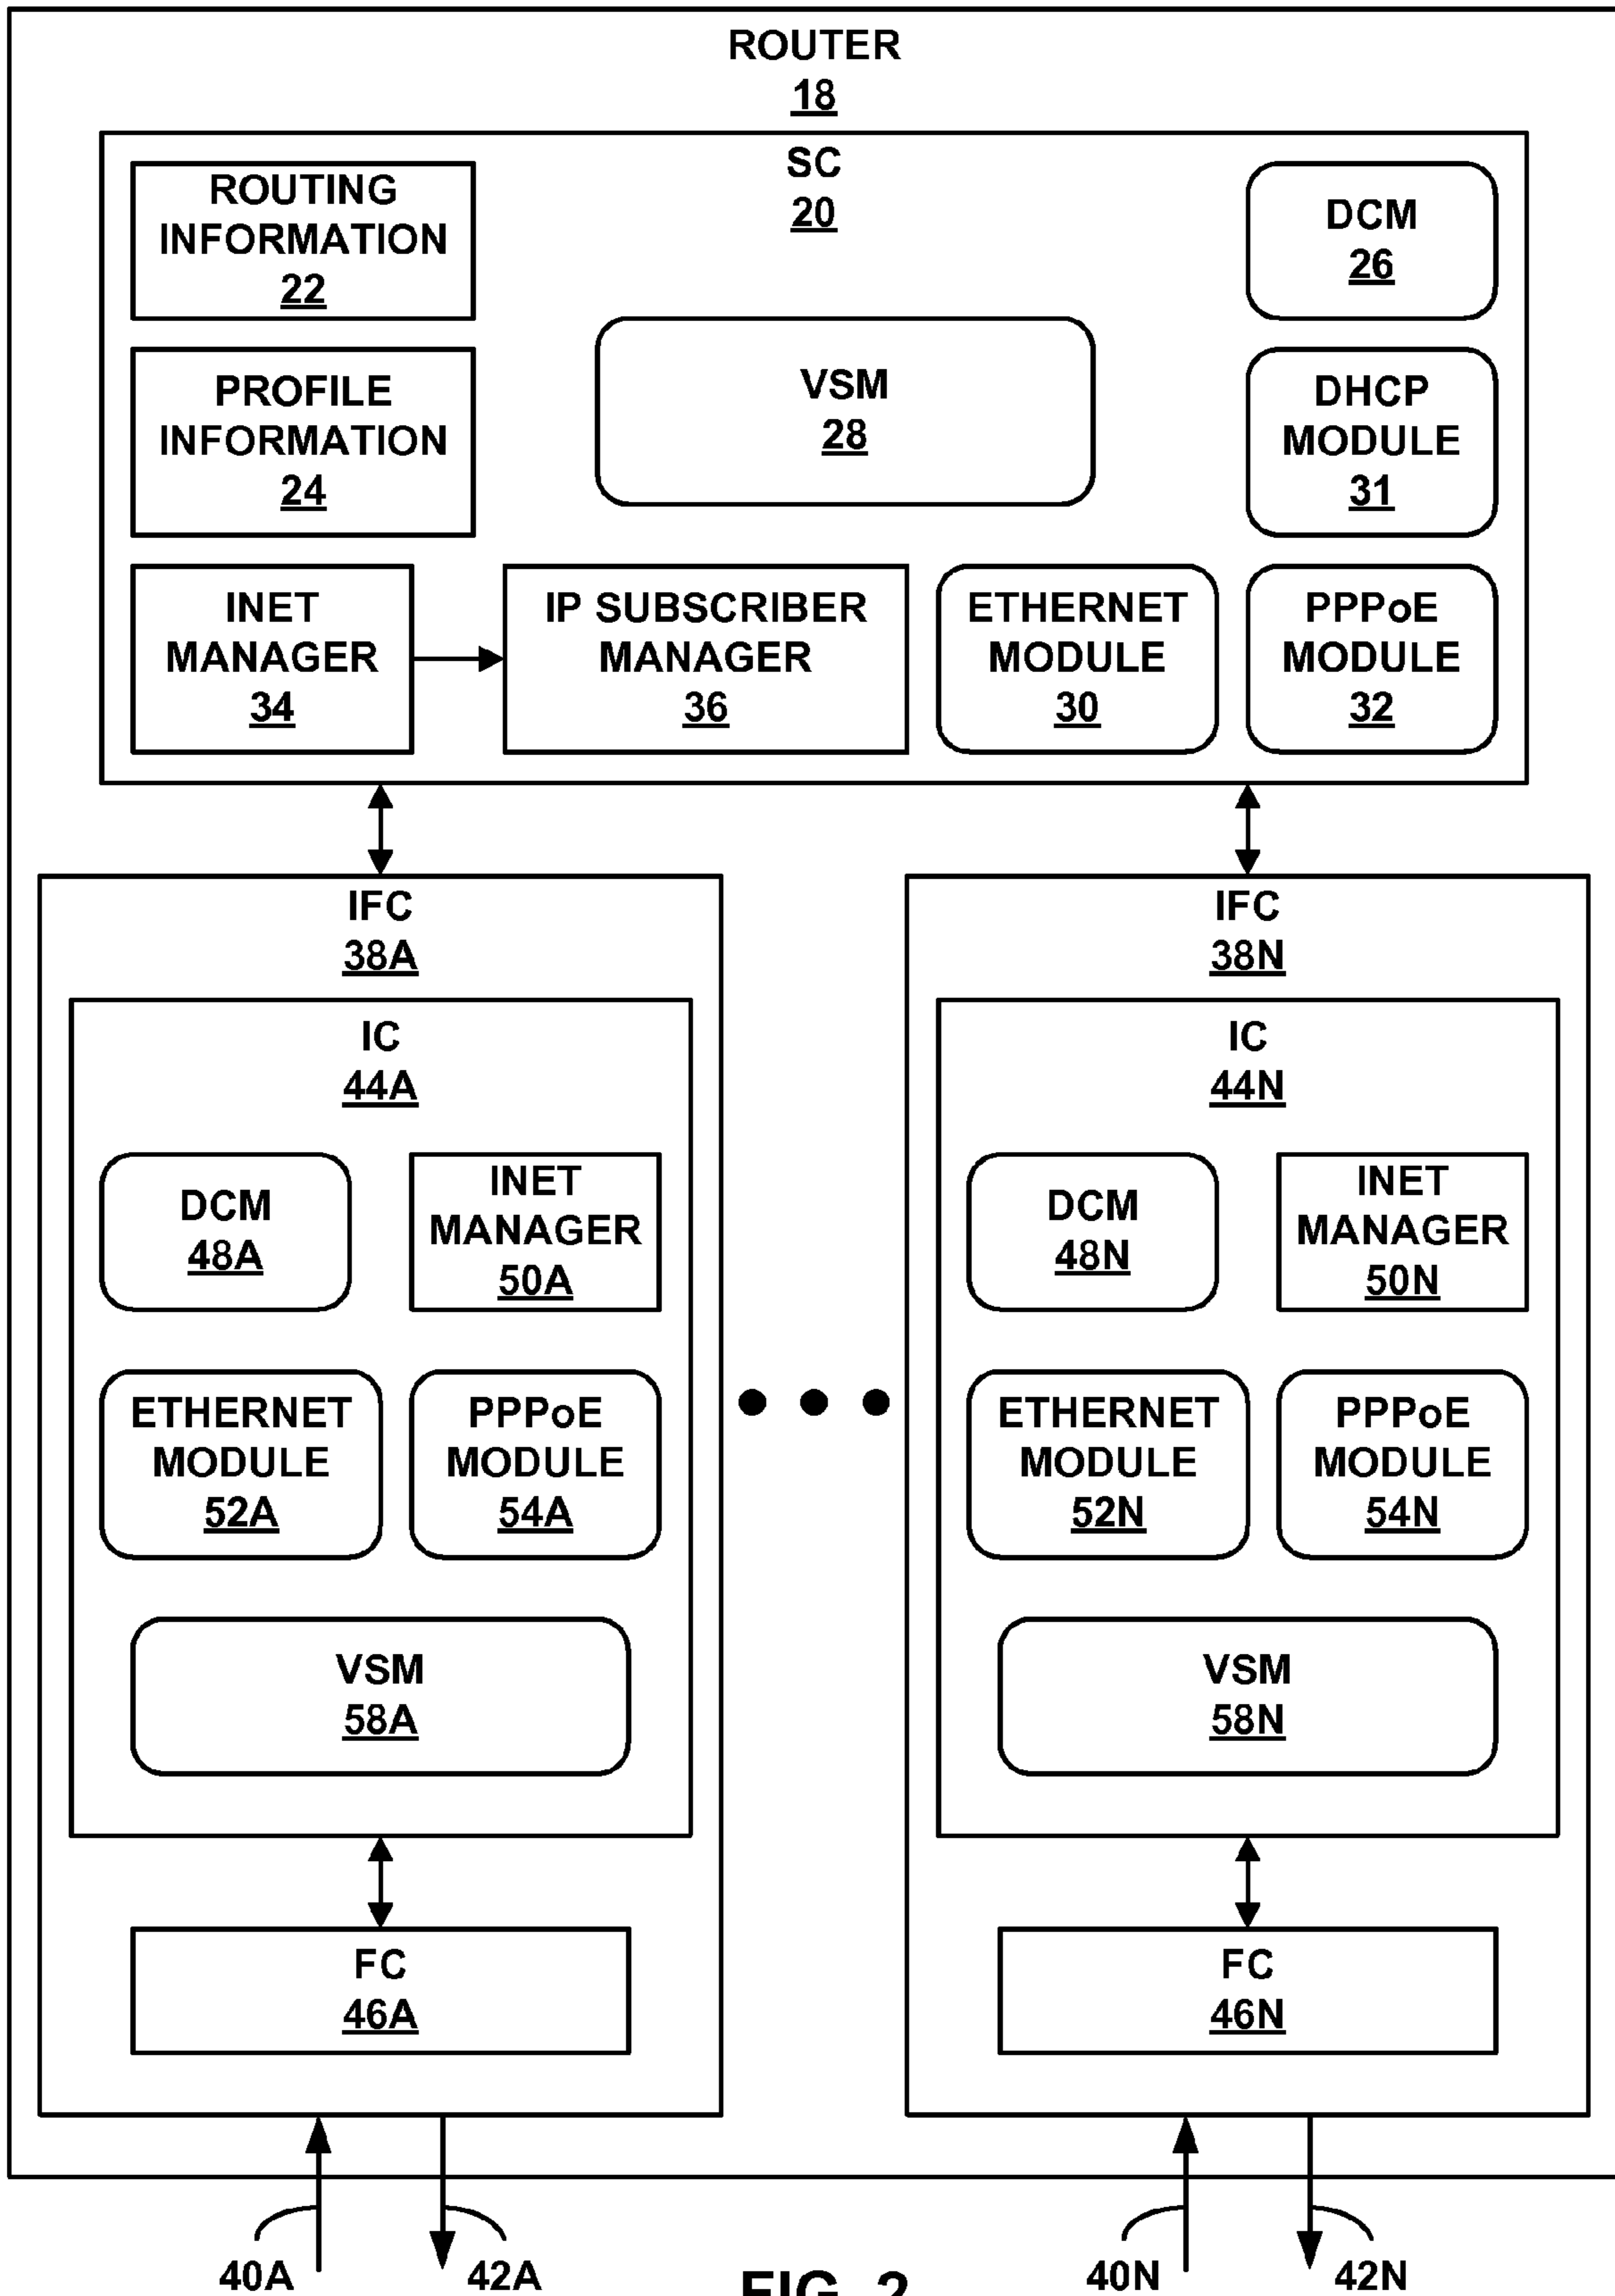 ROUTER
18
SC
20
ROUTING
INFORMATION
22
DCM
26
PROFILE
INFORMATION
24
VSM
28
DHCP
MODULE
31
INET
MANAGER
34
IP SUBSCRIBER
MANAGER
36
ETHERNET
MODULE
30
PPPoE
MODULE
32
IFC
38A
IC
44A
DCM
48A
INET
MANAGER
50A
ETHERNET
MODULE
52A
PPPoE
MODULE
54A
VSM
58A
FC
46A
40A
42A
IFC
38N
IC
44N
DCM
48N
INET
MANAGER
50N
ETHERNET
MODULE
52N
PPPoE
MODULE
54N
VSM
58N
FC
46N
40N
42N
FIG. 2